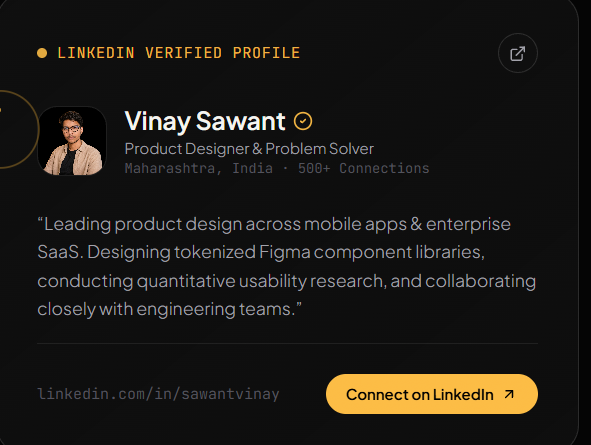 LINKEDIN VERIFIED PROFILE
Vinay Sawant
Product Designer & Problem Solver
Maharashtra, India · 500+ Connections
“Leading product design across mobile apps & enterprise
SaaS. Designing tokenized Figma component libraries,
conducting quantitative usability research, and collaborating
closely with engineering teams.”
linkedin.com/in/sawantvinay
Connect on LinkedIn